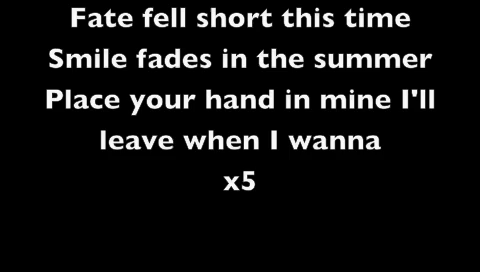 Fate fell short this time
Smile fades in the summer
Place your hand in mine I'll
leave when I wanna
x5